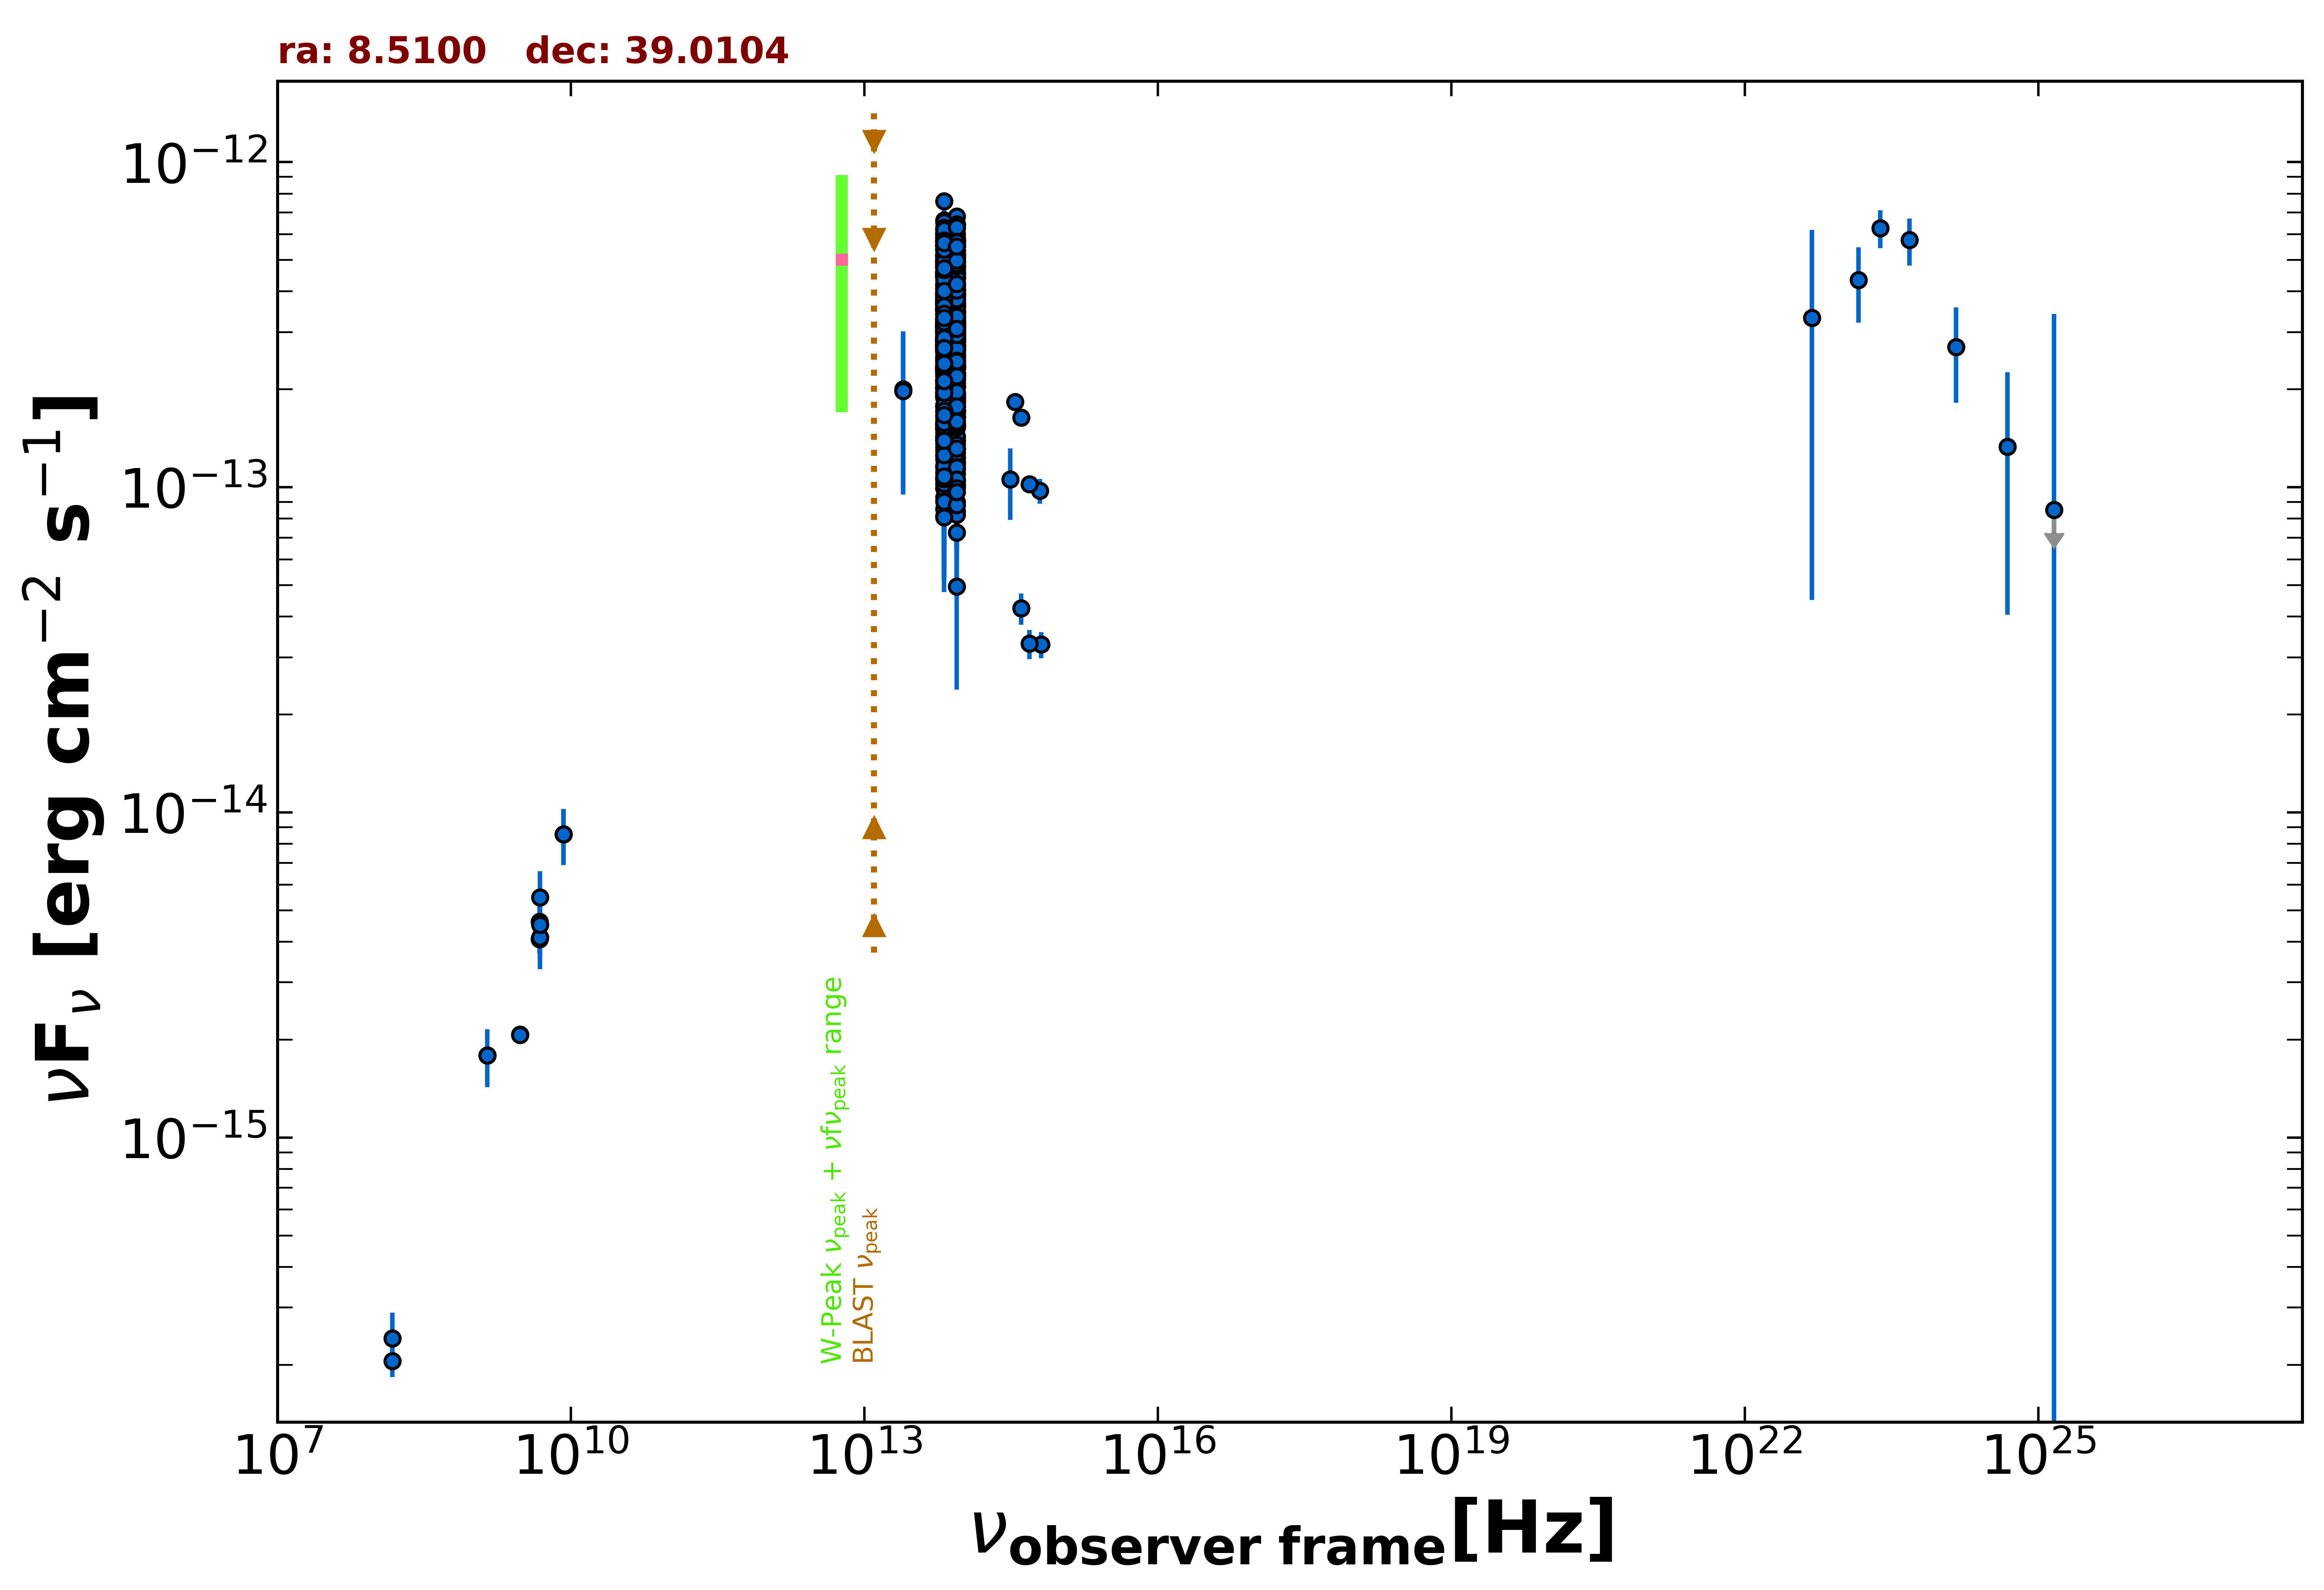 ra: 8.5100   dec: 39.0104
νFν [erg cm−2 s−1]
10−12
10−13
10−14
10−15
W-Peak νpeak + νfνpeak range
BLAST νpeak
107 1010 1013 1016 1019 1022 1025
νobserver frame[Hz]